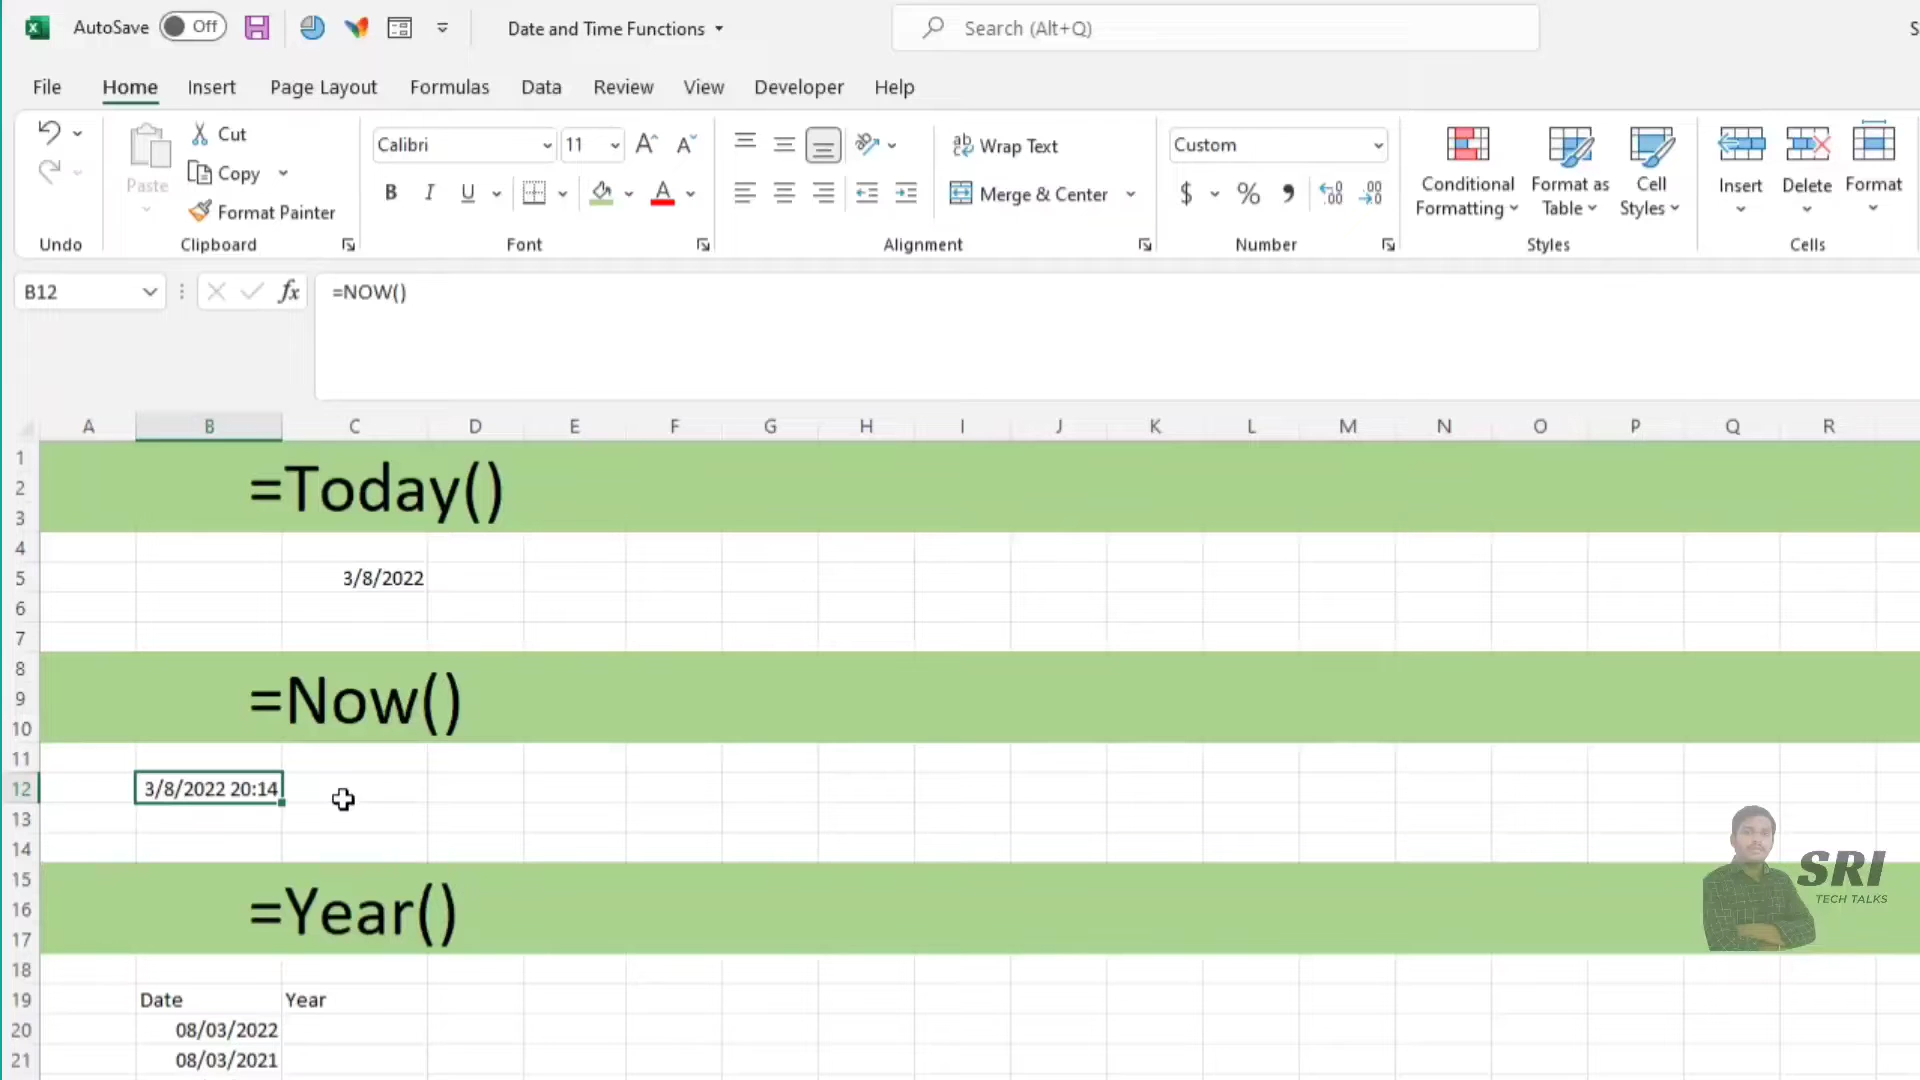 AutoSave Off Date and Time Functions Search (Alt+Q) S
File Home Insert Page Layout Formulas Data Review View Developer Help
Paste Cut Copy Format Painter
Calibri 11 B I U A
ab Wrap Text
Merge & Center
Custom
$ % 9 .00
Conditional Formatting Format as Table Cell Styles
Insert Delete Format
Undo Clipboard Font Alignment Number Styles Cells
B12 fx =NOW()
A B C D E F G H I J K L M N O P Q R
1
2 =Today()
3
4
5 3/8/2022
6
7
8
9 =Now()
10
11
12 3/8/2022 20:14
13
14
15
16 =Year()
17
SRI
TECH TALKS
18
19 Date Year
20 08/03/2022
21 08/03/2021